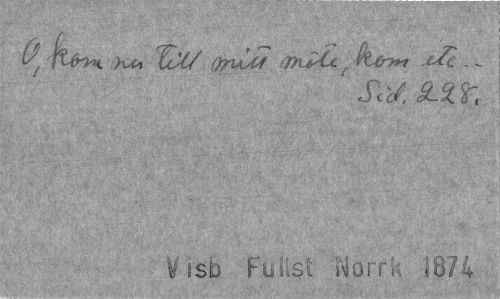 O, kom nu till mitt möte, kom etc..
Sid. 228.
Visb Fullst Norrk 1874